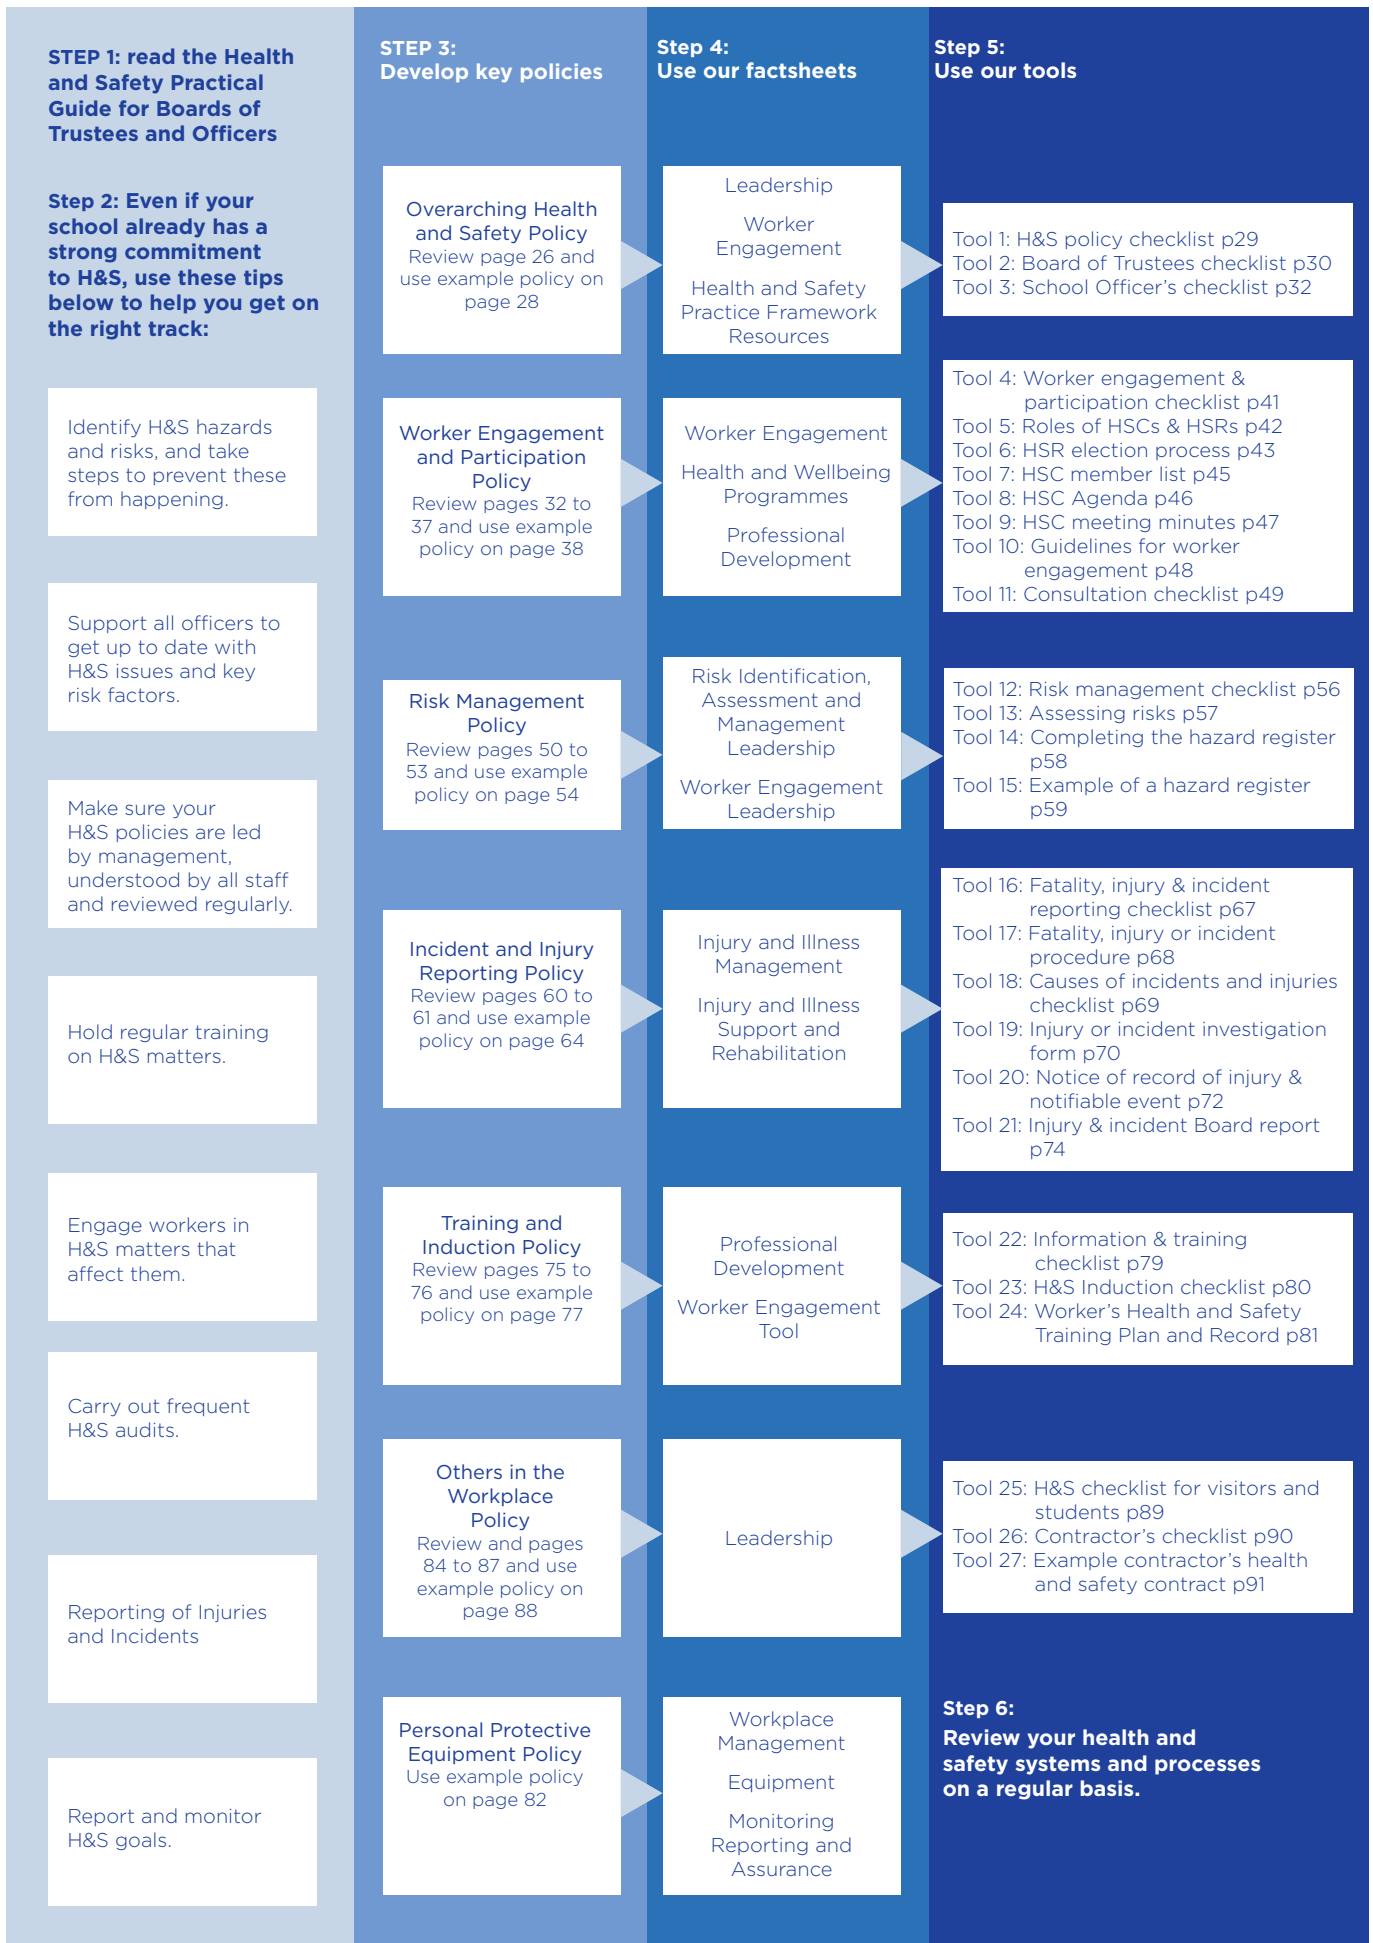 STEP 1: read the Health
and Safety Practical
Guide for Boards of
Trustees and Officers
Step 2: Even if your
school already has a
strong commitment
to H&S, use these tips
below to help you get on
the right track:
Identify H&S hazards
and risks, and take
steps to prevent these
from happening.
Support all officers to
get up to date with
H&S issues and key
risk factors.
Make sure your
H&S policies are led
by management,
understood by all staff
and reviewed regularly.
Hold regular training
on H&S matters.
Engage workers in
H&S matters that
affect them.
Carry out frequent
H&S audits.
Reporting of Injuries
and Incidents
Report and monitor
H&S goals.
STEP 3:
Develop key policies
Overarching Health
and Safety Policy
Review page 26 and
use example policy on
page 28
Worker Engagement
and Participation
Policy
Review pages 32 to
37 and use example
policy on page 38
Risk Management
Policy
Review pages 50 to
53 and use example
policy on page 54
Incident and Injury
Reporting Policy
Review pages 60 to
61 and use example
policy on page 64
Training and
Induction Policy
Review pages 75 to
76 and use example
policy on page 77
Others in the
Workplace
Policy
Review and pages
84 to 87 and use
example policy on
page 88
Personal Protective
Equipment Policy
Use example policy
on page 82
Step 4:
Use our factsheets
Leadership
Worker
Engagement
Health and Safety
Practice Framework
Resources
Worker Engagement
Health and Wellbeing
Programmes
Professional
Development
Risk Identification,
Assessment and
Management
Leadership
Worker Engagement
Leadership
Injury and Illness
Management
Injury and Illness
Support and
Rehabilitation
Professional
Development
Worker Engagement
Tool
Leadership
Workplace
Management
Equipment
Monitoring
Reporting and
Assurance
Step 5:
Use our tools
Tool 1: H&S policy checklist p29
Tool 2: Board of Trustees checklist p30
Tool 3: School Officer’s checklist p32
Tool 4: Worker engagement &
participation checklist p41
Tool 5: Roles of HSCs & HSRs p42
Tool 6: HSR election process p43
Tool 7: HSC member list p45
Tool 8: HSC Agenda p46
Tool 9: HSC meeting minutes p47
Tool 10: Guidelines for worker
engagement p48
Tool 11: Consultation checklist p49
Tool 12: Risk management checklist p56
Tool 13: Assessing risks p57
Tool 14: Completing the hazard register
p58
Tool 15: Example of a hazard register
p59
Tool 16: Fatality, injury & incident
reporting checklist p67
Tool 17: Fatality, injury or incident
procedure p68
Tool 18: Causes of incidents and injuries
checklist p69
Tool 19: Injury or incident investigation
form p70
Tool 20: Notice of record of injury &
notifiable event p72
Tool 21: Injury & incident Board report
p74
Tool 22: Information & training
checklist p79
Tool 23: H&S Induction checklist p80
Tool 24: Worker’s Health and Safety
Training Plan and Record p81
Tool 25: H&S checklist for visitors and
students p89
Tool 26: Contractor’s checklist p90
Tool 27: Example contractor’s health
and safety contract p91
Step 6:
Review your health and
safety systems and processes
on a regular basis.